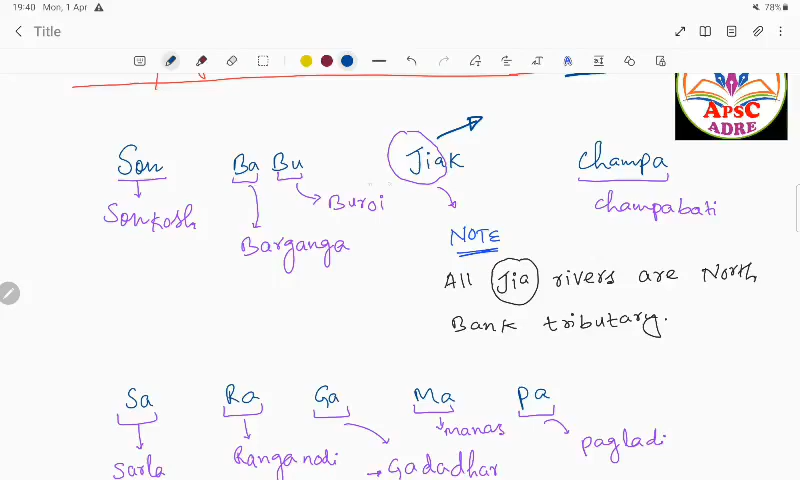 19:40 Mon, 1 Apr
78%
Title
APSC
ADRE
Son Ba Bu Jiak Champa
Sonkosh Buroi Champabati
Barganga
NOTE
All Jia rivers are North
Bank tributary.
Sa Ra Ga Ma Pa
Manas
Pagladi
Sarla Ranganodi → Gadadhar